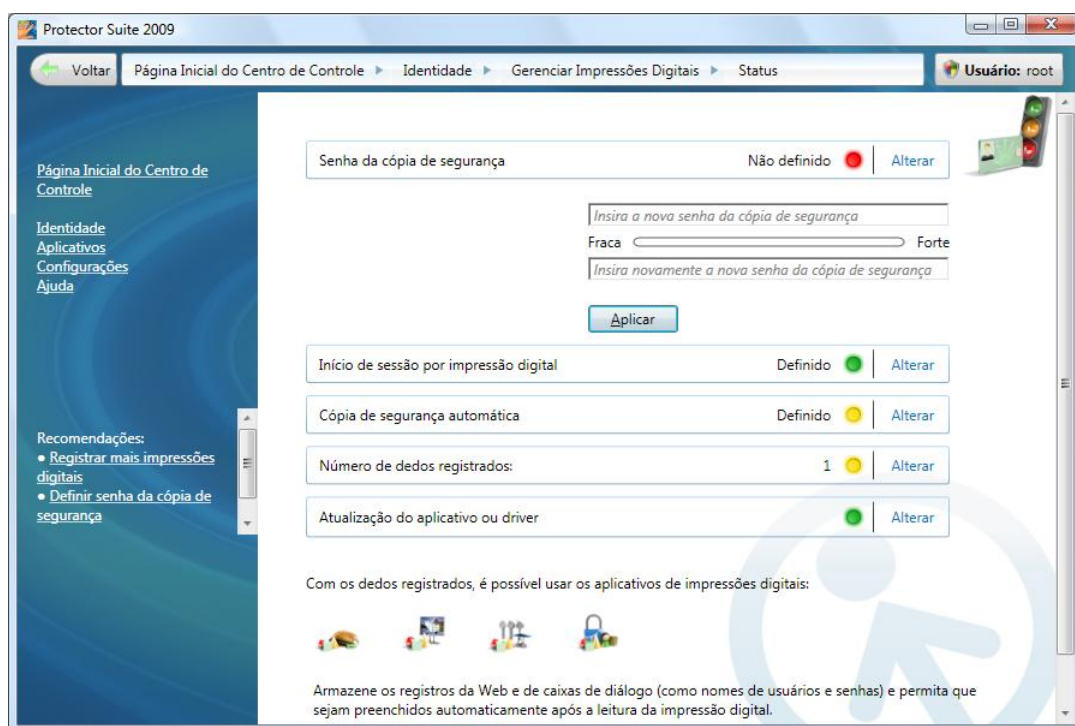 Protector Suite 2009
Voltar Página Inicial do Centro de Controle Identidade Gerenciar Impressões Digitais Status Usuário: root
Página Inicial do Centro de
Controle
Identidade
Aplicativos
Configurações
Ajuda
Recomendações:
• Registrar mais impressões
digitais
• Definir senha da cópia de
segurança
Senha da cópia de segurança Não definido Alterar
Insira a nova senha da cópia de segurança
Fraca Forte
Insira novamente a nova senha da cópia de segurança
Aplicar
Início de sessão por impressão digital Definido Alterar
Cópia de segurança automática Definido Alterar
Número de dedos registrados: 1 Alterar
Atualização do aplicativo ou driver Alterar
Com os dedos registrados, é possível usar os aplicativos de impressões digitais:
Armazene os registros da Web e de caixas de diálogo (como nomes de usuários e senhas) e permita que
sejam preenchidos automaticamente após a leitura da impressão digital.